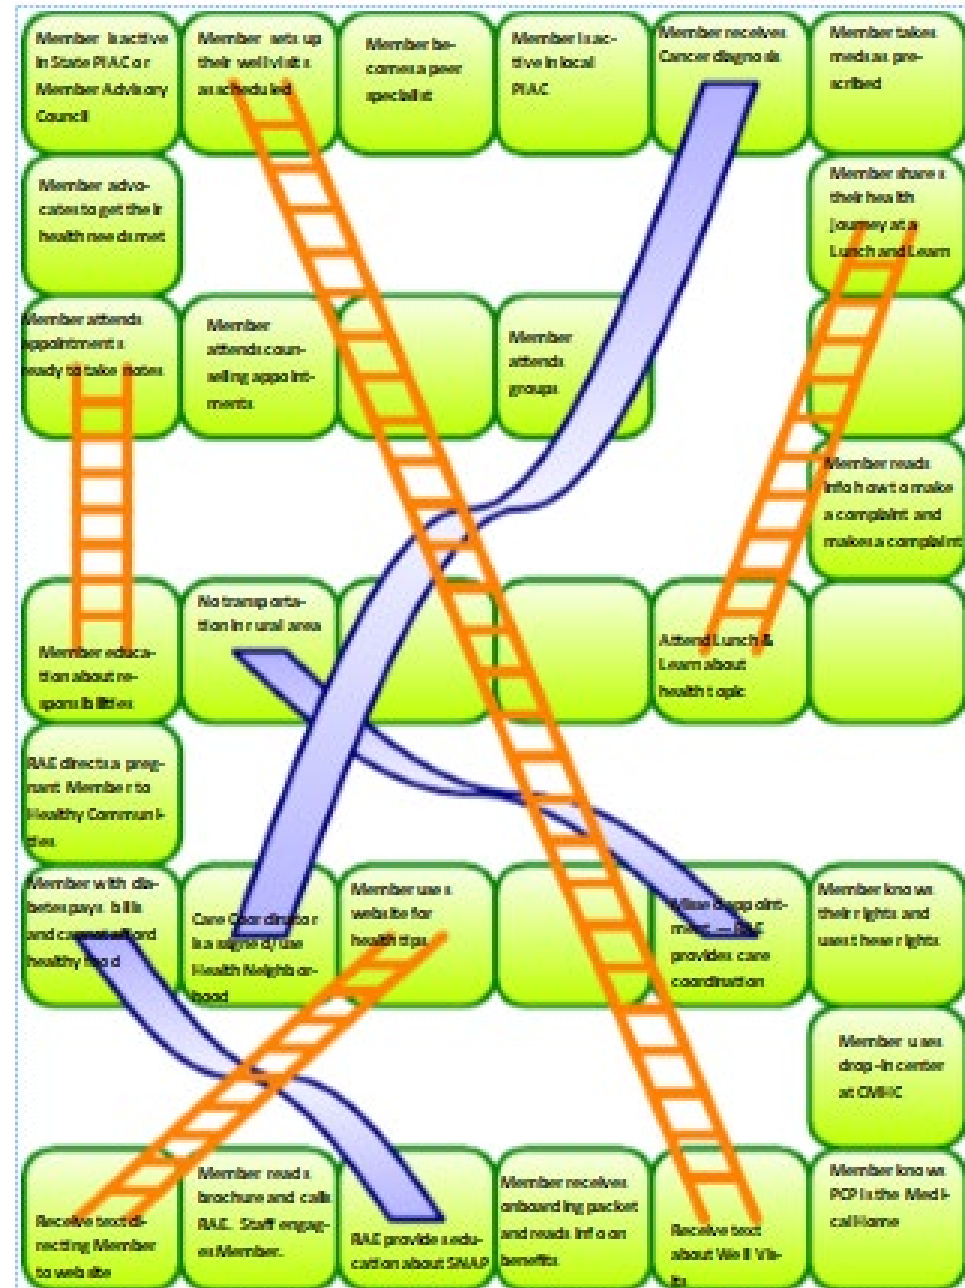 Member is active
in State PIAC or
Member Advisory
Council
Member sets up
their well visits
as scheduled
Member be-
comes a peer
specialist
Member is ac-
tive in local
PIAC
Member receives
Cancer diagnosis
Member takes
meds as pre-
scribed
Member advo-
cates to get their
health needs met
Member shares
their health
journey at a
Lunch and Learn
Member attends
appointments
ready to take notes
Member
attends coun-
seling appoint-
ments
Member
attends
groups
Member reads
info how to make
a complaint and
makes a complaint
Member educa-
tion about re-
sponsibilities
No transporta-
tion in rural area
Attend Lunch &
Learn about
health topic
RAE directs a preg-
nant Member to
Healthy Communi-
ties
Member with dia-
betes pays bills
and cannot afford
healthy food
Care Coordinator
is assigned/use
Health Neighbor-
hood
Member uses
website for
health tips
Missed appoint-
ment — RAE
provides care
coordination
Member knows
their rights and
uses these rights
Member uses
drop-in center
at CMHC
Receive text di-
recting Member
to website
Member reads
brochure and calls
RAE. Staff engag-
es Member.
RAE provides edu-
cation about SNAP
Member receives
onboarding packet
and reads info on
benefits
Receive text
about Well Vis-
its
Member knows
PCP is the Medi-
cal Home